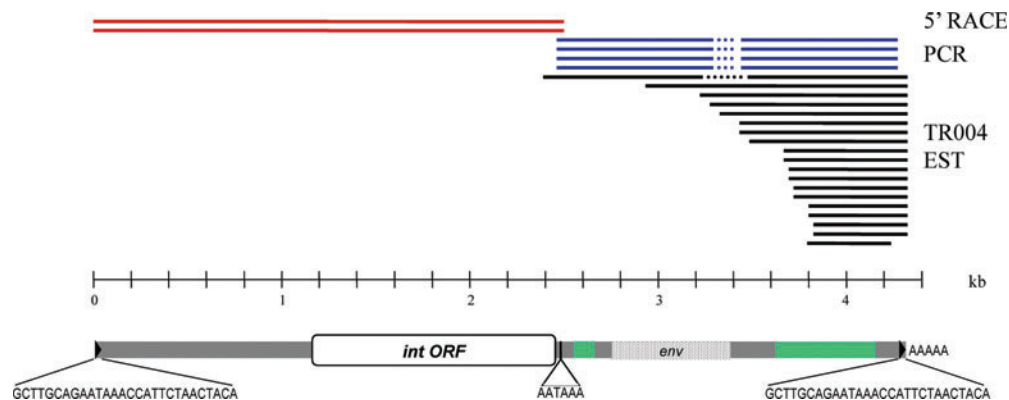 5' RACE
PCR
TR004
EST
0 1 2 3 4 kb
int ORF env AAAAA
GCTTGCAGAATAAACCATTCTAACTACA AATAAA GCTTGCAGAATAAACCATTCTAACTACA